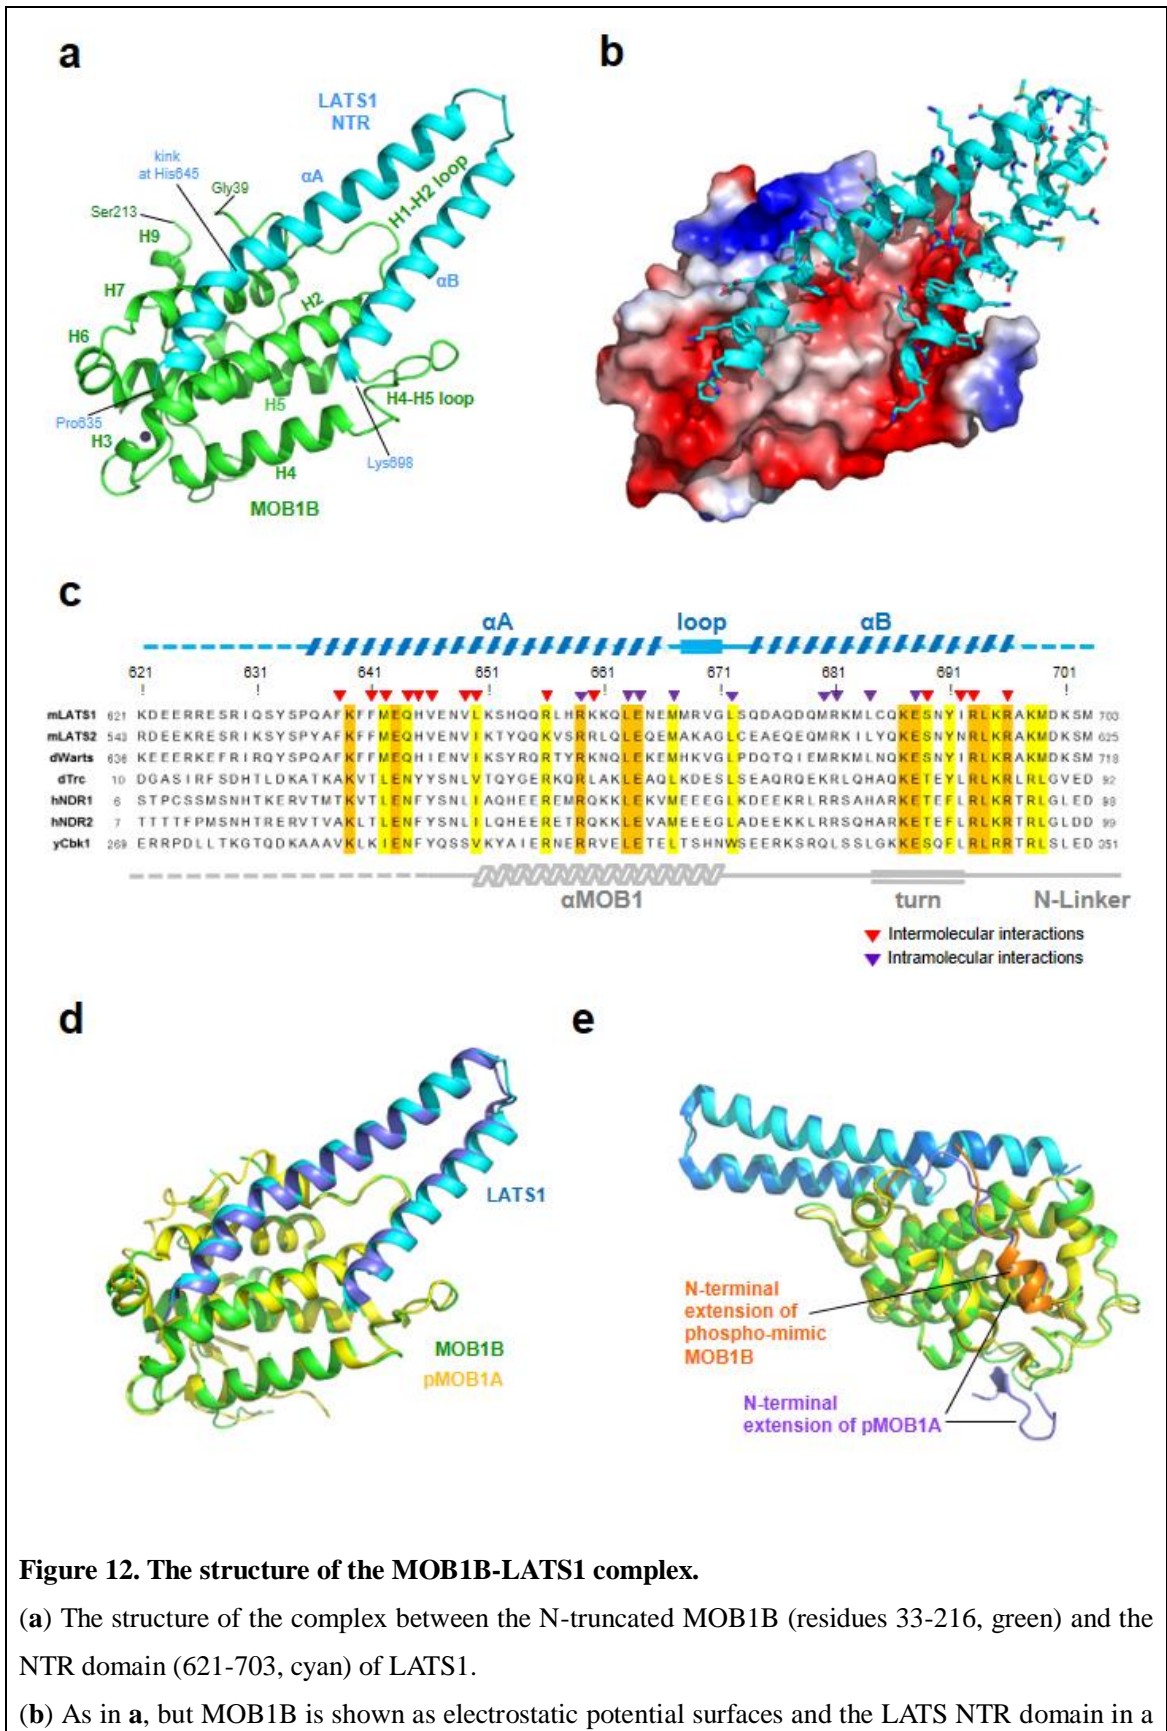 a
b
LATS1
NTR
kink
at His645
αA
Gly39
H1-H2 loop
Ser213
H9
αB
H7
H2
H6
H5
H4-H5 loop
Pro635
H3
Lys698
H4
MOB1B
c
αA loop αB
621 631 641 651 661 671 681 691 701
mLATS1 621 KDEERRESRIQSYSPQAFKFFMEQHVENVLKSHQQRLHRKKQLENEMMRVGLSQDAQDQMRKMLCQKESNYIRLKRAKMDKSM 703
mLATS2 543 RDEEKRESRIKSYSPYAFKFFMEQHVENVIKTYQQKVSRRLQLEQEMAKAGLCEAEQEQMRKILYQKESNYNRLKRAKMDKSM 625
dWarts 636 KEEERKEFRIRQYSPQAFKFFMEQHIENVIKSYRQRTYRKNQLEKEMHKVGLPDQTQIEMRKMLNQKESNYIRLKRAKMDKSM 718
dTrc 10 DGASIRFSDHTLDKATKAKVTLENYYSNLVTQYGERKQRLAKLEAQLKDESLSEAQRQEKRLQHAQKETEYLRLKRLRLGVED 92
hNDR1 6 STPCSSMSNHTKERVTMTKVTLENFYSNLIAQHEEREMRQKKLEKVMEEEGLKDEEKRLRRSAHARKETEFLRLKRTRLGLED 98
hNDR2 7 TTTTFPMSNHTRERVTVAKLTLENFYSNLILQHEERETRQKKLEVAMEEEGLADEEKKLRRSQHARKETEFLRLKRTRLGLDD 99
yCbk1 269 ERRPDLLTKGTQDKAAAVKLKIENFYQSSVKYAIERNERRVELETELTSHNWSEERKSRQLSSLGKKESQFLRLRRTRLSLED 351
αMOB1 turn N-Linker
Intermolecular interactions
Intramolecular interactions
d
e
LATS1
MOB1B
pMOB1A
N-terminal
extension of
phospho-mimic
MOB1B
N-terminal
extension of pMOB1A
Figure 12. The structure of the MOB1B-LATS1 complex.
(a) The structure of the complex between the N-truncated MOB1B (residues 33-216, green) and the
NTR domain (621-703, cyan) of LATS1.
(b) As in a, but MOB1B is shown as electrostatic potential surfaces and the LATS NTR domain in a